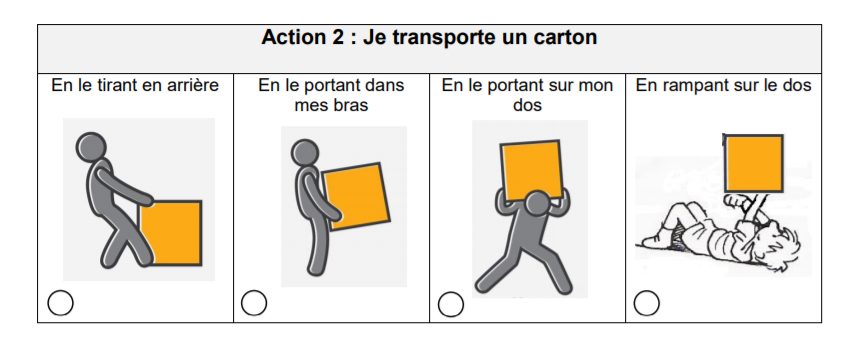 Action 2 : Je transporte un carton
En le tirant en arrière
En le portant dans
mes bras
En le portant sur mon
dos
En rampant sur le dos